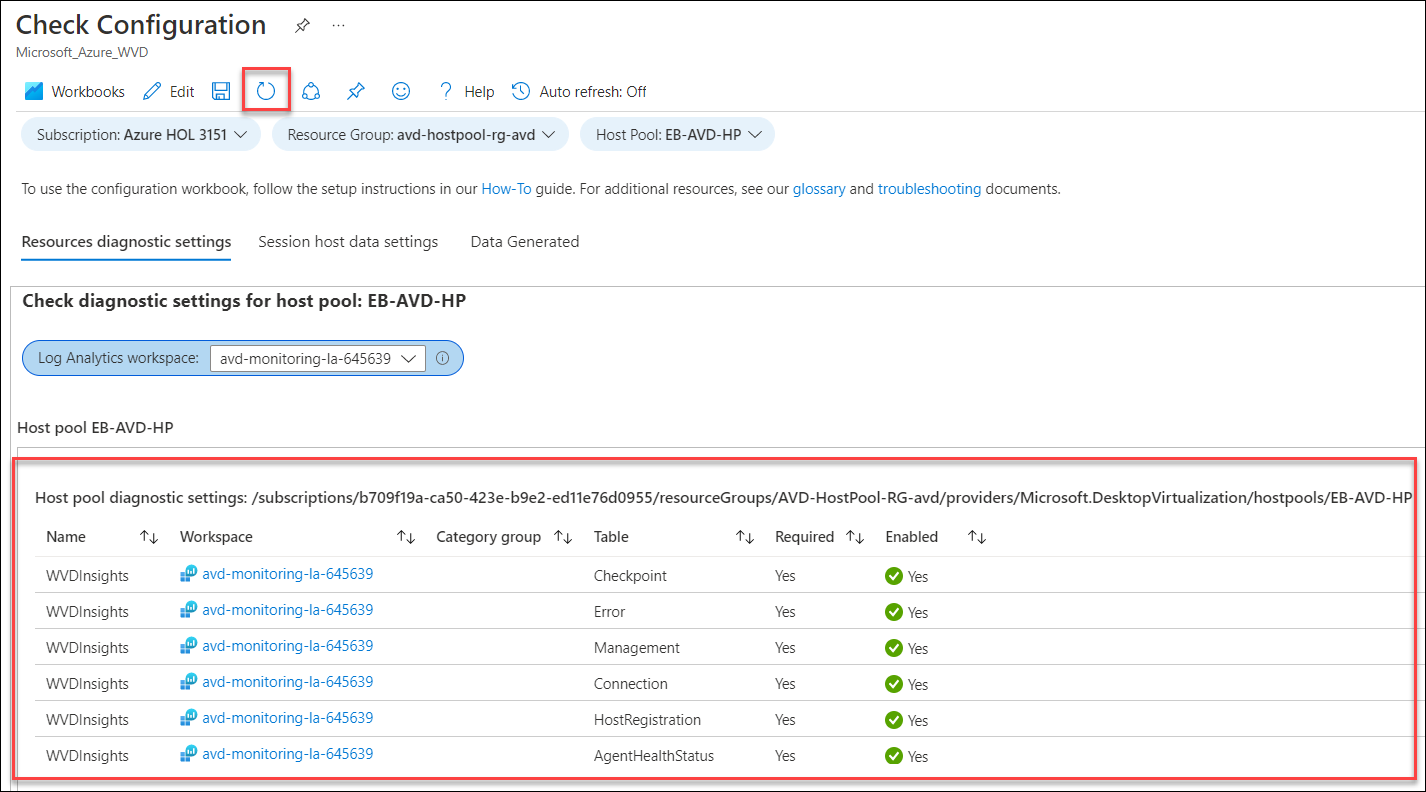 Check Configuration
Microsoft_Azure_WVD
Workbooks Edit Help Auto refresh: Off
Subscription: Azure HOL 3151 Resource Group: avd-hostpool-rg-avd Host Pool: EB-AVD-HP
To use the configuration workbook, follow the setup instructions in our How-To guide. For additional resources, see our glossary and troubleshooting documents.
Resources diagnostic settings Session host data settings Data Generated
Check diagnostic settings for host pool: EB-AVD-HP
Log Analytics workspace: avd-monitoring-la-645639
Host pool EB-AVD-HP
Host pool diagnostic settings: /subscriptions/b709f19a-ca50-423e-b9e2-ed11e76d0955/resourceGroups/AVD-HostPool-RG-avd/providers/Microsoft.DesktopVirtualization/hostpools/EB-AVD-HP
Name Workspace Category group Table Required Enabled
WVDInsights avd-monitoring-la-645639 Checkpoint Yes Yes
WVDInsights avd-monitoring-la-645639 Error Yes Yes
WVDInsights avd-monitoring-la-645639 Management Yes Yes
WVDInsights avd-monitoring-la-645639 Connection Yes Yes
WVDInsights avd-monitoring-la-645639 HostRegistration Yes Yes
WVDInsights avd-monitoring-la-645639 AgentHealthStatus Yes Yes